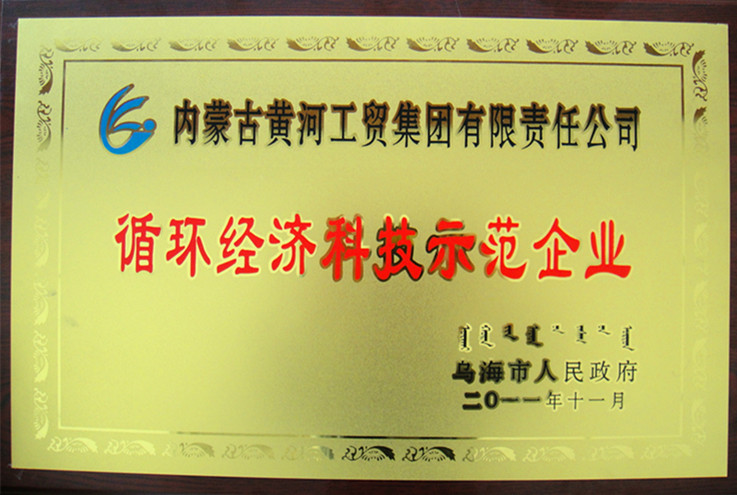 内蒙古黄河工贸集团有限责任公司
循环经济科技示范企业
乌海市人民政府
二0一一年十一月